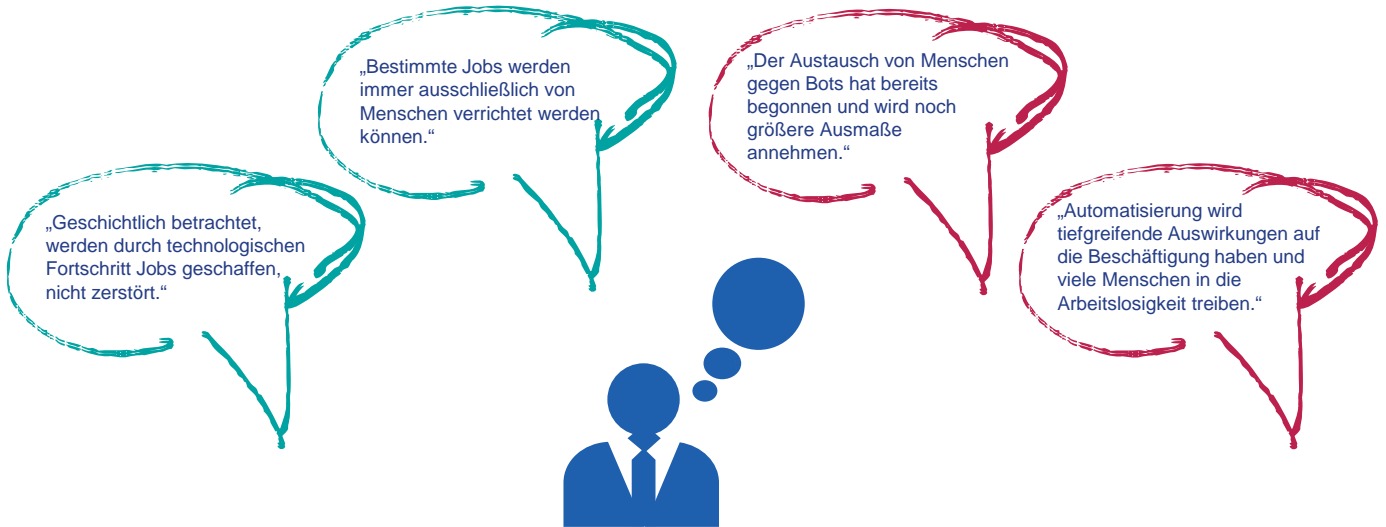 „Geschichtlich betrachtet,
werden durch technologischen
Fortschritt Jobs geschaffen,
nicht zerstört.“
„Bestimmte Jobs werden
immer ausschließlich von
Menschen verrichtet werden
können.“
„Der Austausch von Menschen
gegen Bots hat bereits
begonnen und wird noch
größere Ausmaße
annehmen.“
„Automatisierung wird
tiefgreifende Auswirkungen auf
die Beschäftigung haben und
viele Menschen in die
Arbeitslosigkeit treiben.“